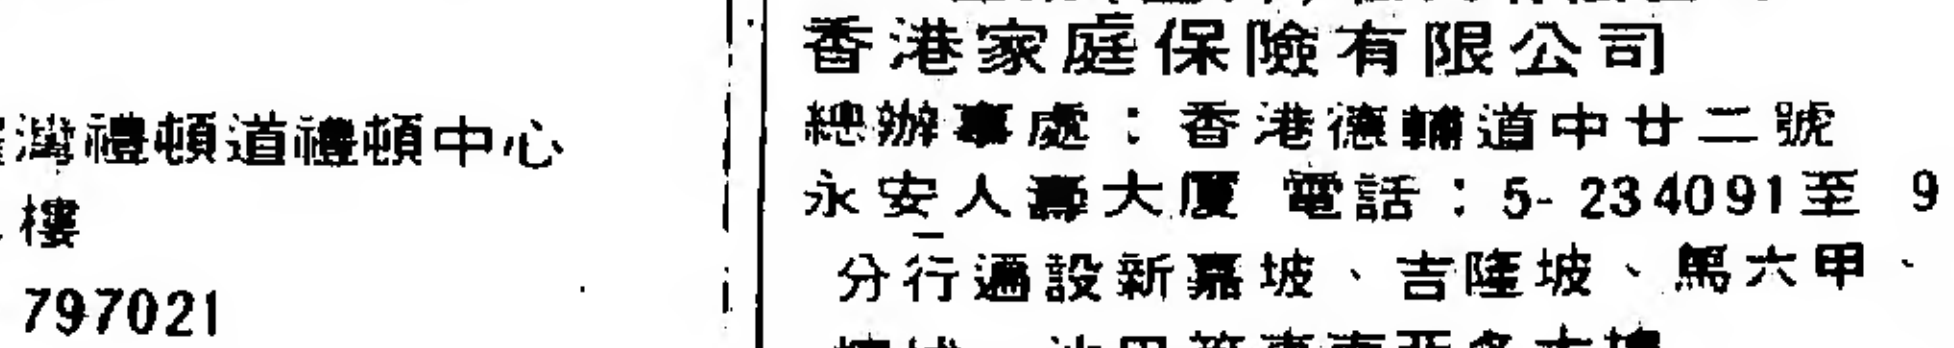 灣禮頓道禮頓中心
樓
797021
香港家庭保險有限公司
總辦事處：香港德輔道中廿二號
永安人壽大厦 電話：5-234091至 9
分行遍設新嘉坡、吉隆坡、馬六甲、